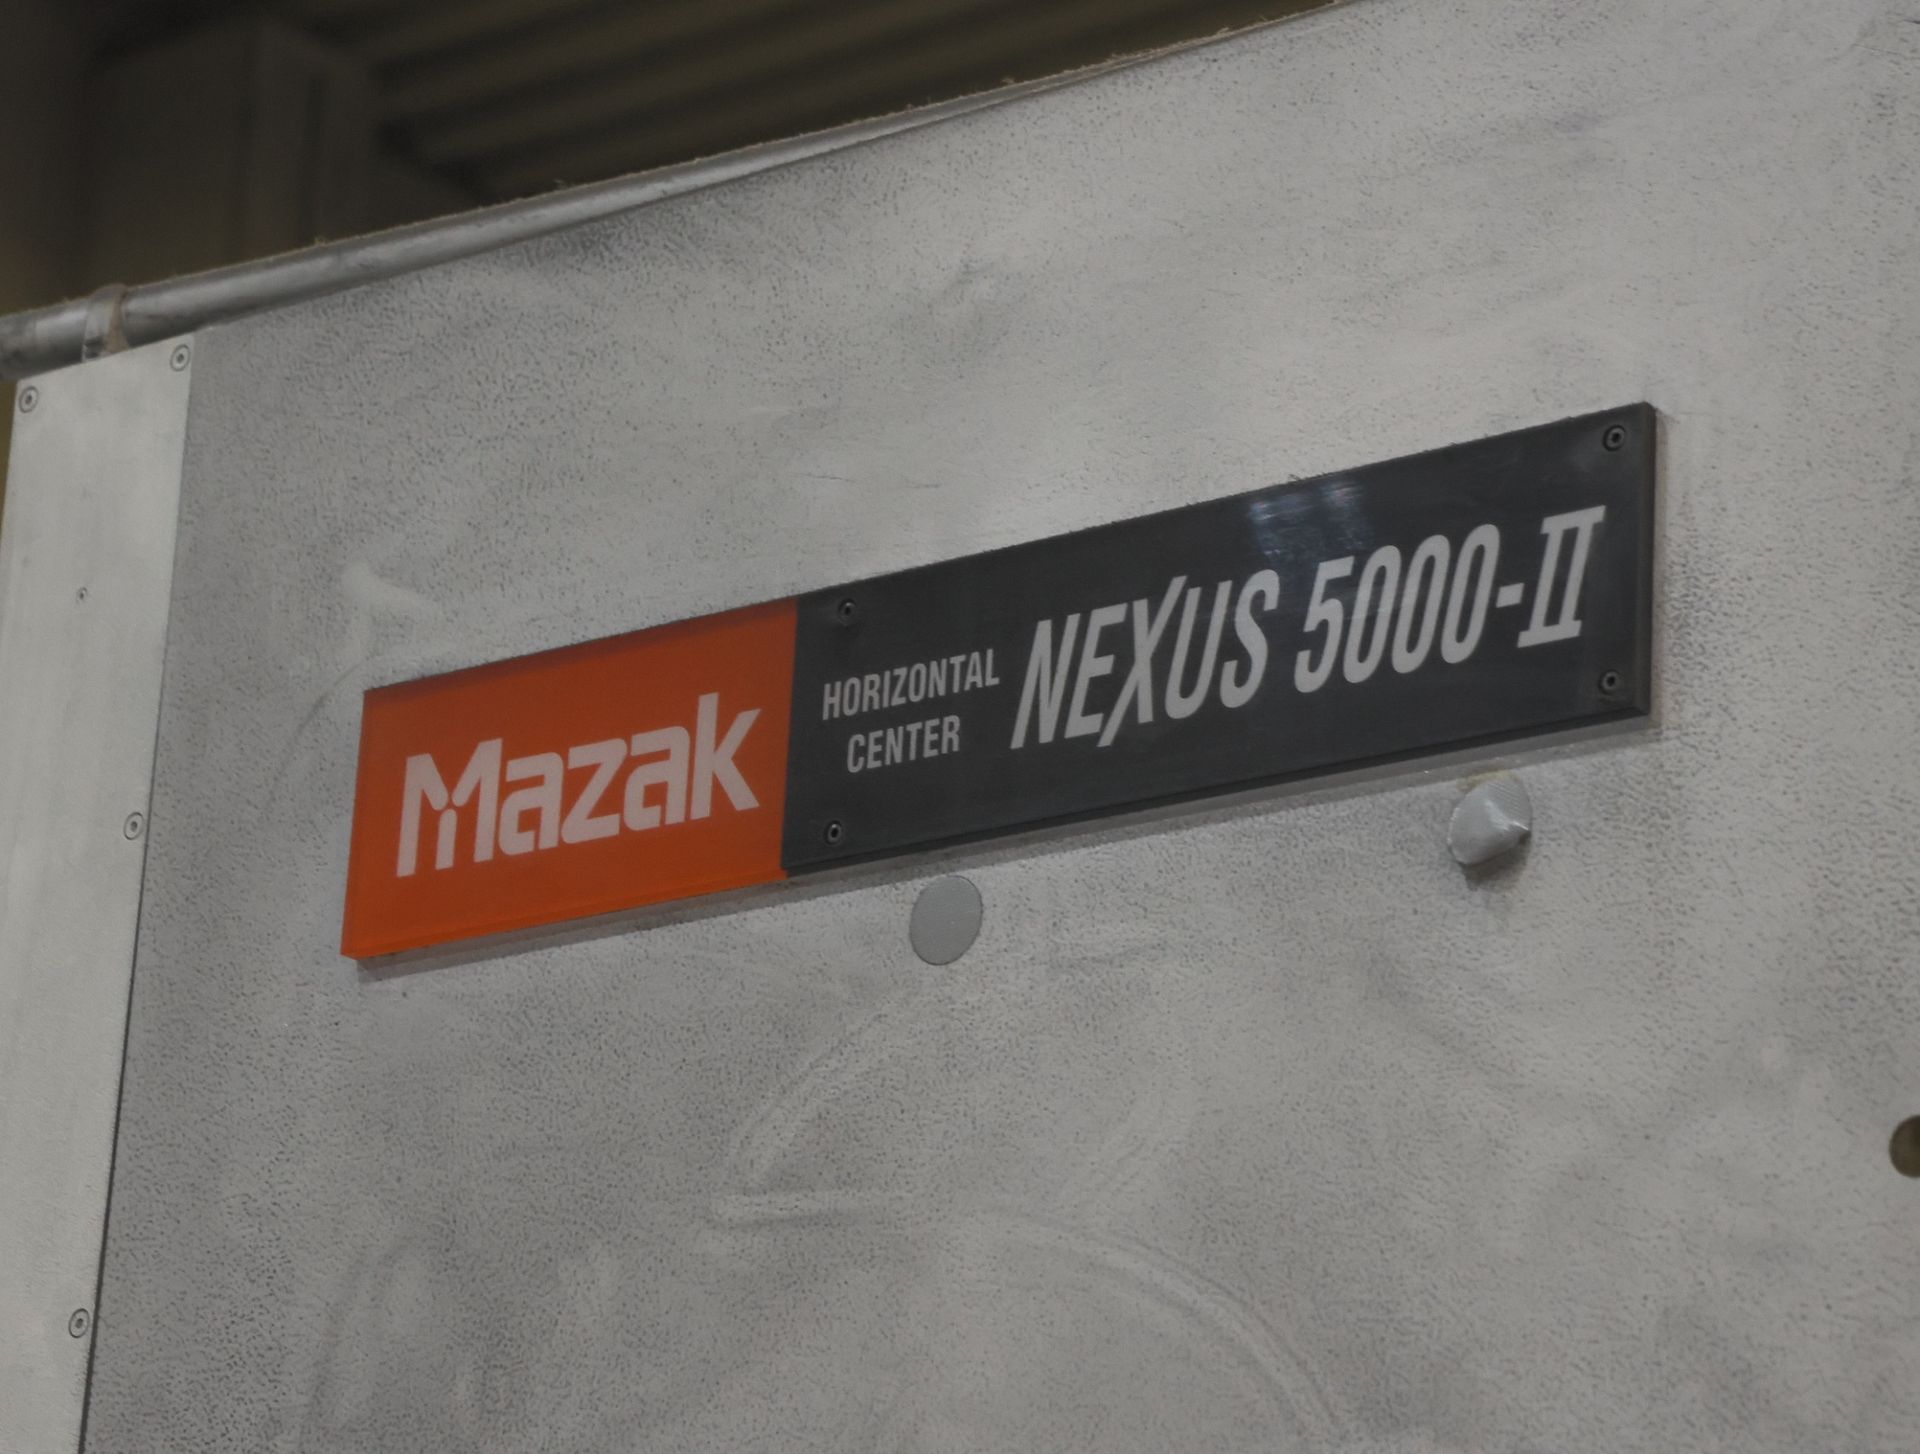 Mazak
HORIZONTAL
CENTER
NEXUS 5000-II